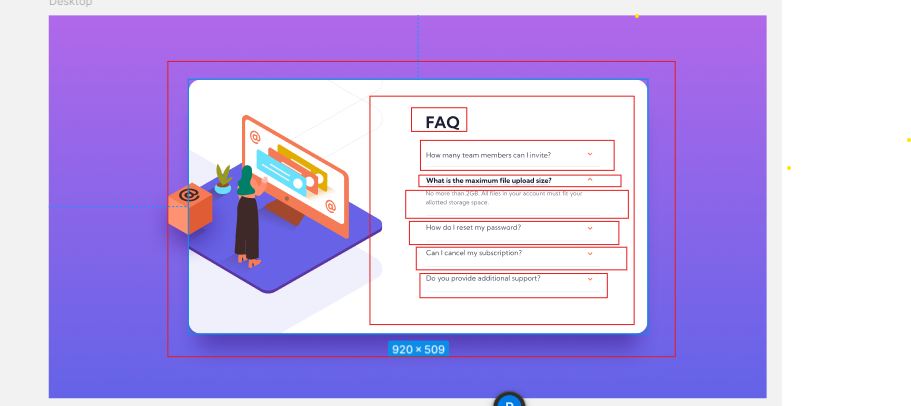 Desktop
FAQ
How many team members can I invite?
What is the maximum file upload size?
No more than 2GB. All files in your account must fit your
allotted storage space.
How do I reset my password?
Can I cancel my subscription?
Do you provide additional support?
920 × 509